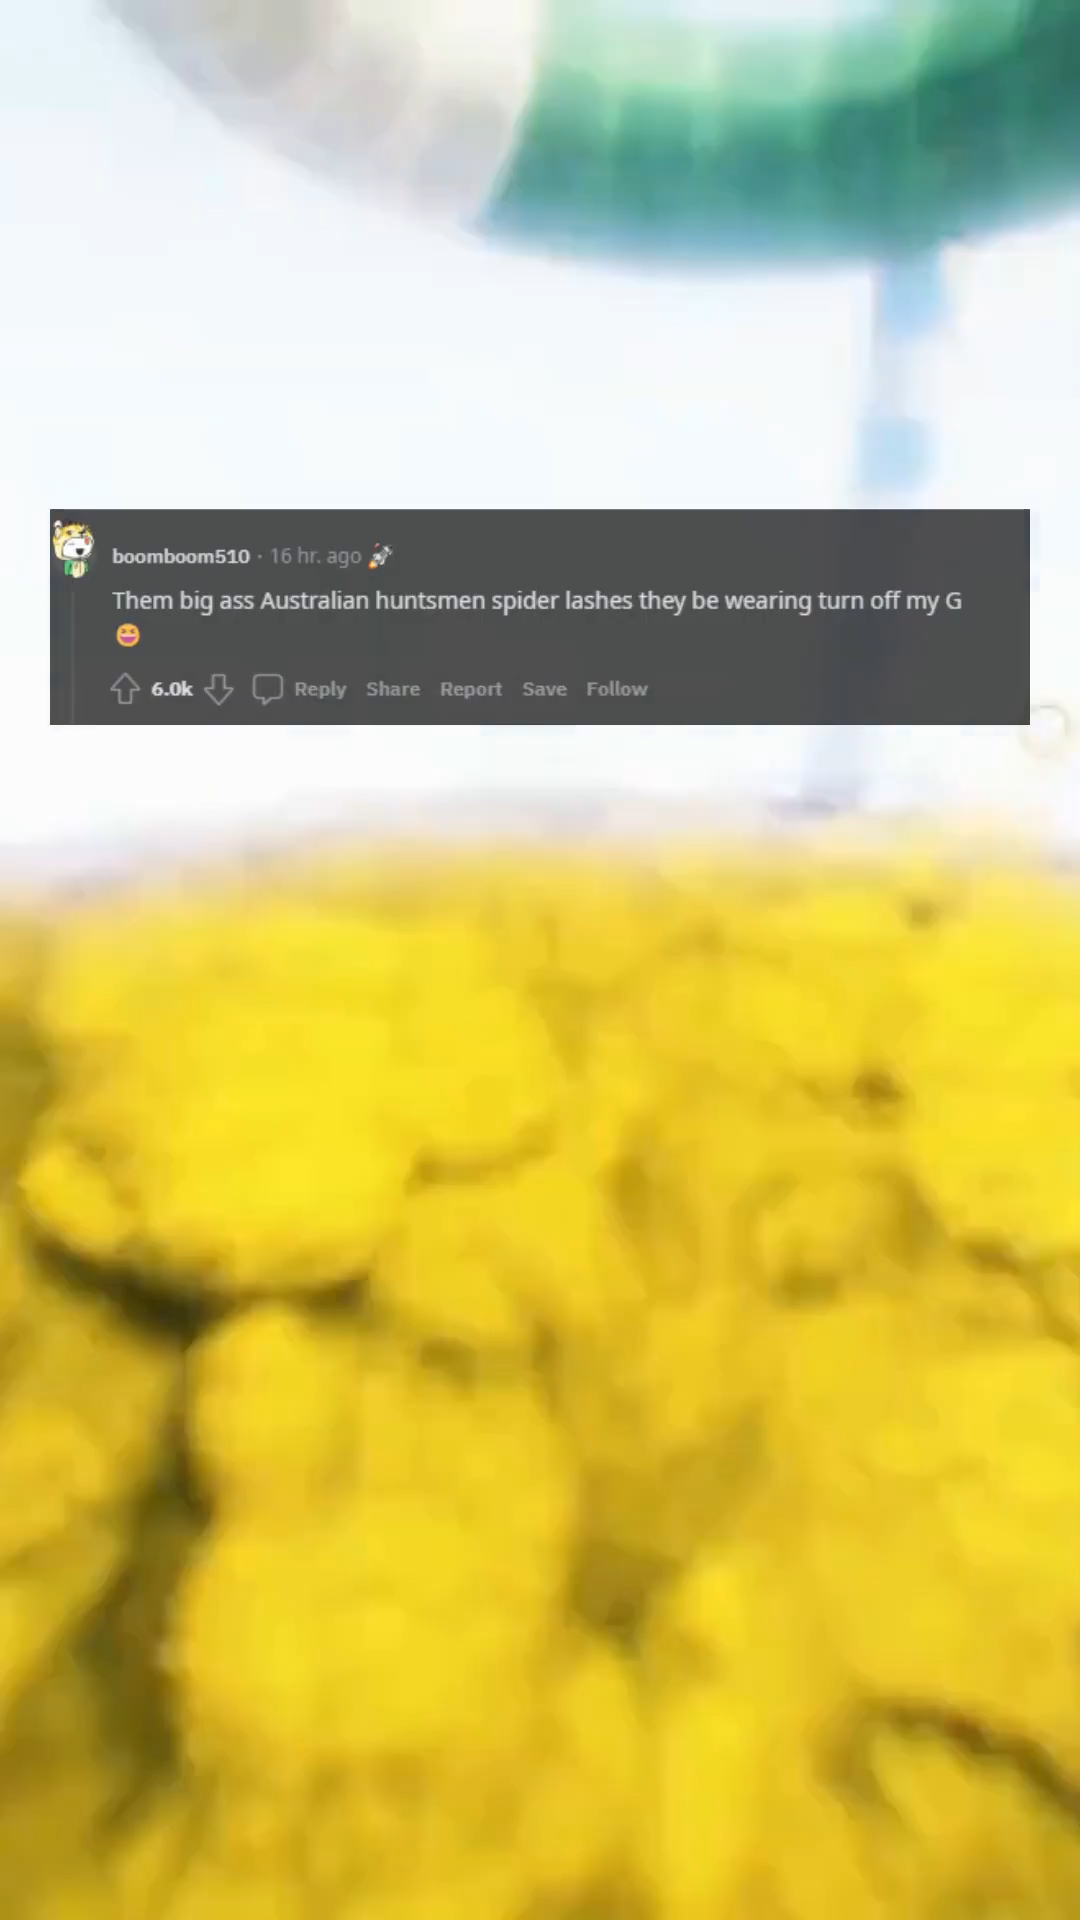 boomboom510 · 16 hr. ago 🚀
Them big ass Australian huntsmen spider lashes they be wearing turn off my G
😆
6.0k Reply Share Report Save Follow